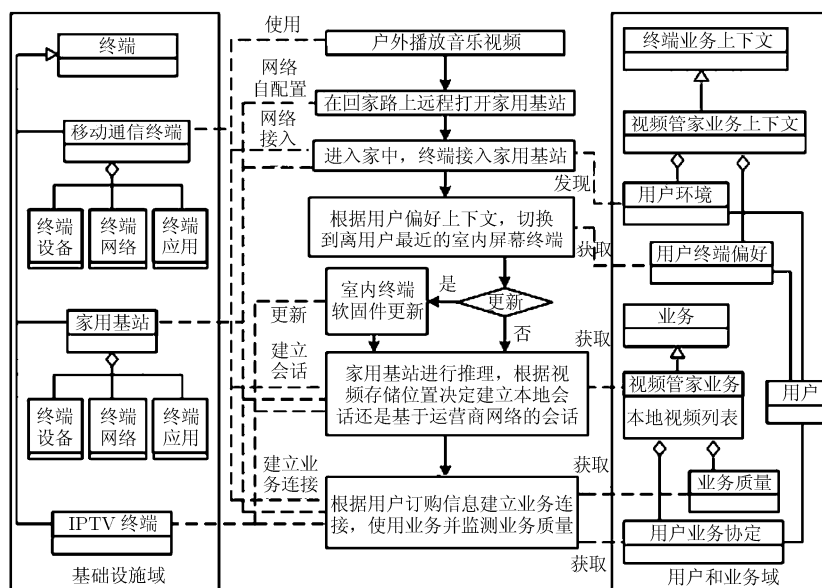 终端
移动通信终端
终端
设备
终端
网络
终端
应用
家用基站
终端
设备
终端
网络
终端
应用
IPTV 终端
基础设施域
使用
网络
自配置
网络
接入
更新
建立
会话
建立业
务连接
户外播放音乐视频
在回家路上远程打开家用基站
进入家中，终端接入家用基站
根据用户偏好上下文，切换
到离用户最近的室内屏幕终端
更新
是
否
室内终端
软固件更新
家用基站进行推理，根据视
频存储位置决定建立本地会
话还是基于运营商网络的会话
根据用户订购信息建立业务连
接，使用业务并监测业务质量
发现
获取
获取
获取
获取
终端业务上下文
视频管家业务上下文
用户环境
用户终端偏好
业务
视频管家业务
本地视频列表
用户
业务质量
用户业务协定
用户和业务域